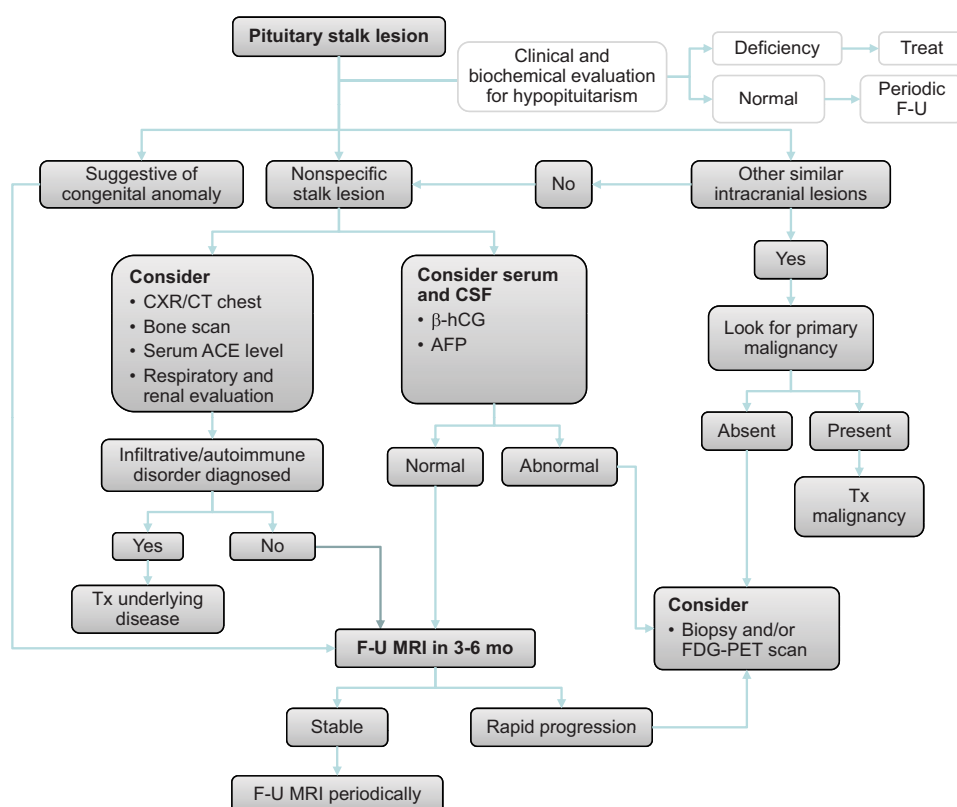 Pituitary stalk lesion
Clinical and
biochemical evaluation
for hypopituitarism
Deficiency
Treat
Normal
Periodic
F-U
Suggestive of
congenital anomaly
Nonspecific
stalk lesion
No
Other similar
intracranial lesions
Yes
Consider
• CXR/CT chest
• Bone scan
• Serum ACE level
• Respiratory and
renal evaluation
Consider serum
and CSF
• β-hCG
• AFP
Look for primary
malignancy
Absent
Present
Infiltrative/autoimmune
disorder diagnosed
Normal
Abnormal
Tx
malignancy
Yes
No
Tx underlying
disease
Consider
• Biopsy and/or
FDG-PET scan
F-U MRI in 3-6 mo
Stable
Rapid progression
F-U MRI periodically